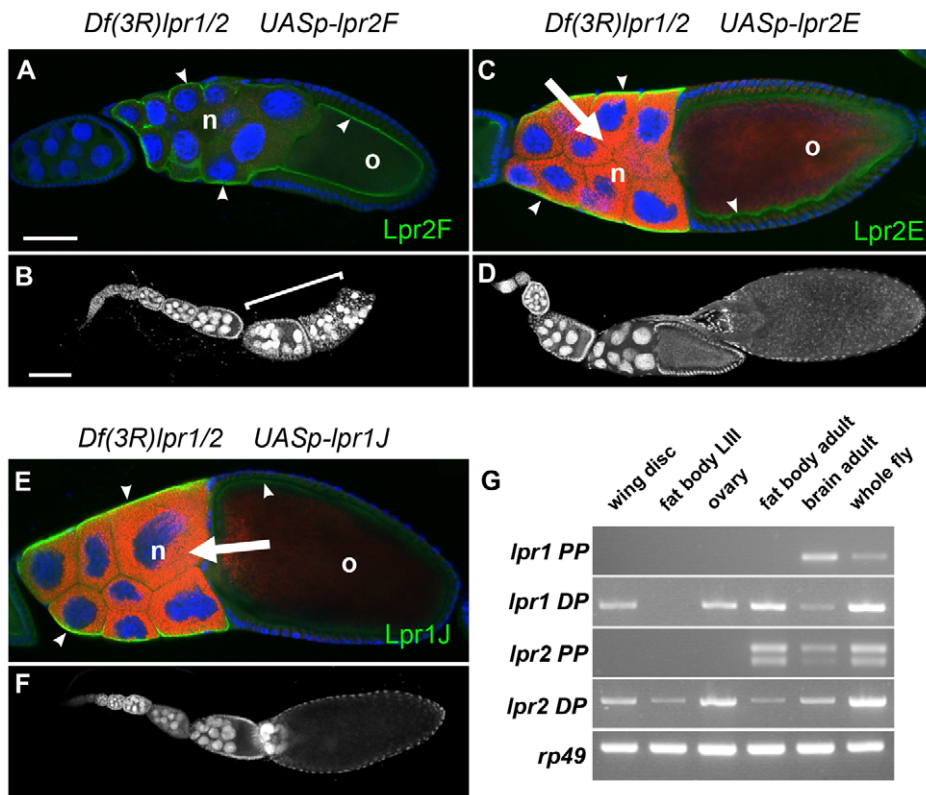 Df(3R)lpr1/2 UASp-lpr2F
Df(3R)lpr1/2 UASp-lpr2E
A
n
o
Lpr2F
B
C
n
o
Lpr2E
D
Df(3R)lpr1/2 UASp-lpr1J
E
n
o
Lpr1J
F
G
wing disc
fat body LIII
ovary
fat body adult
brain adult
whole fly
lpr1 PP
lpr1 DP
lpr2 PP
lpr2 DP
rp49